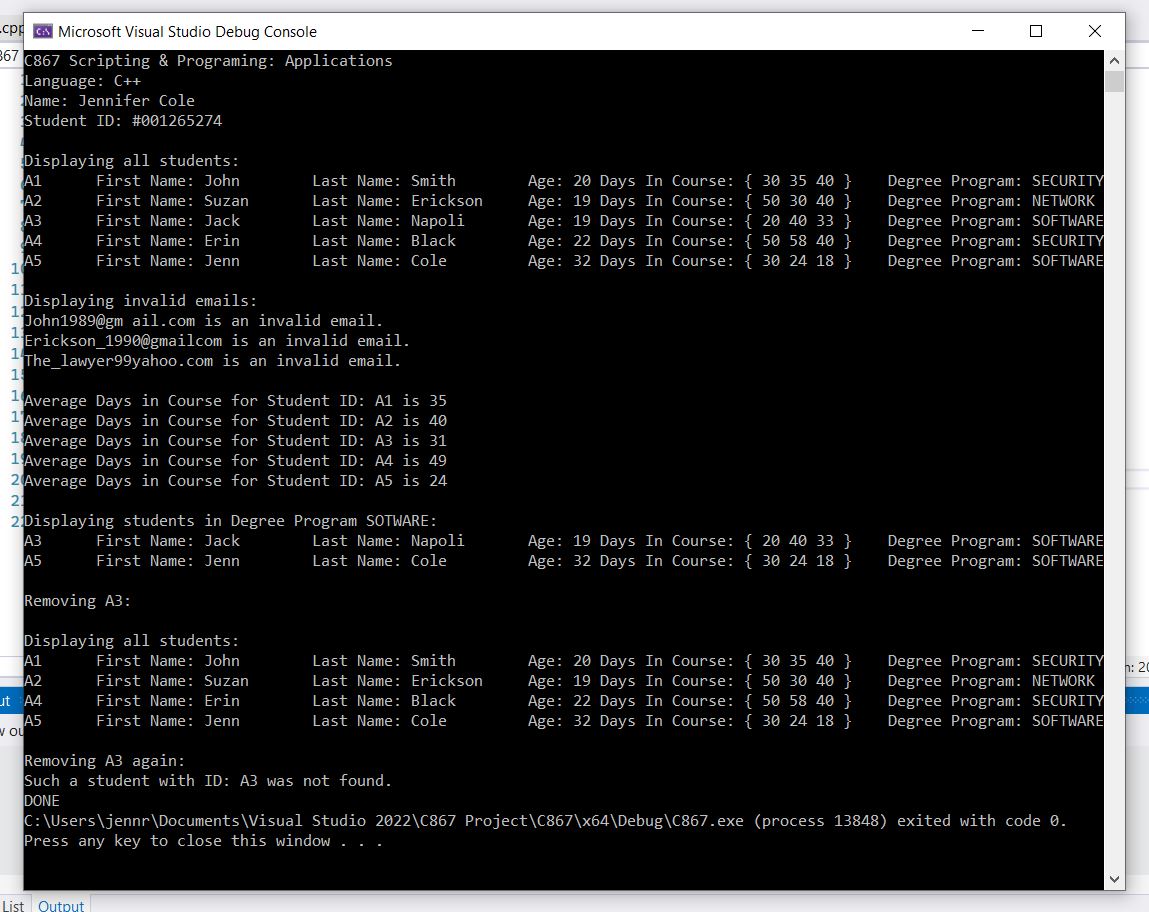 .cpp
Microsoft Visual Studio Debug Console
867
C867 Scripting & Programing: Applications
Language: C++
Name: Jennifer Cole
Student ID: #001265274
Displaying all students:
A1 First Name: John Last Name: Smith Age: 20 Days In Course: { 30 35 40 } Degree Program: SECURITY
A2 First Name: Suzan Last Name: Erickson Age: 19 Days In Course: { 50 30 40 } Degree Program: NETWORK
A3 First Name: Jack Last Name: Napoli Age: 19 Days In Course: { 20 40 33 } Degree Program: SOFTWARE
A4 First Name: Erin Last Name: Black Age: 22 Days In Course: { 50 58 40 } Degree Program: SECURITY
A5 First Name: Jenn Last Name: Cole Age: 32 Days In Course: { 30 24 18 } Degree Program: SOFTWARE
Displaying invalid emails:
John1989@gm ail.com is an invalid email.
Erickson_1990@gmailcom is an invalid email.
The_lawyer99yahoo.com is an invalid email.
Average Days in Course for Student ID: A1 is 35
Average Days in Course for Student ID: A2 is 40
Average Days in Course for Student ID: A3 is 31
Average Days in Course for Student ID: A4 is 49
Average Days in Course for Student ID: A5 is 24
Displaying students in Degree Program SOTWARE:
A3 First Name: Jack Last Name: Napoli Age: 19 Days In Course: { 20 40 33 } Degree Program: SOFTWARE
A5 First Name: Jenn Last Name: Cole Age: 32 Days In Course: { 30 24 18 } Degree Program: SOFTWARE
Removing A3:
Displaying all students:
A1 First Name: John Last Name: Smith Age: 20 Days In Course: { 30 35 40 } Degree Program: SECURITY
A2 First Name: Suzan Last Name: Erickson Age: 19 Days In Course: { 50 30 40 } Degree Program: NETWORK
A4 First Name: Erin Last Name: Black Age: 22 Days In Course: { 50 58 40 } Degree Program: SECURITY
A5 First Name: Jenn Last Name: Cole Age: 32 Days In Course: { 30 24 18 } Degree Program: SOFTWARE
Removing A3 again:
Such a student with ID: A3 was not found.
DONE
C:\Users\jennr\Documents\Visual Studio 2022\C867 Project\C867\x64\Debug\C867.exe (process 13848) exited with code 0.
Press any key to close this window . . .
List Output